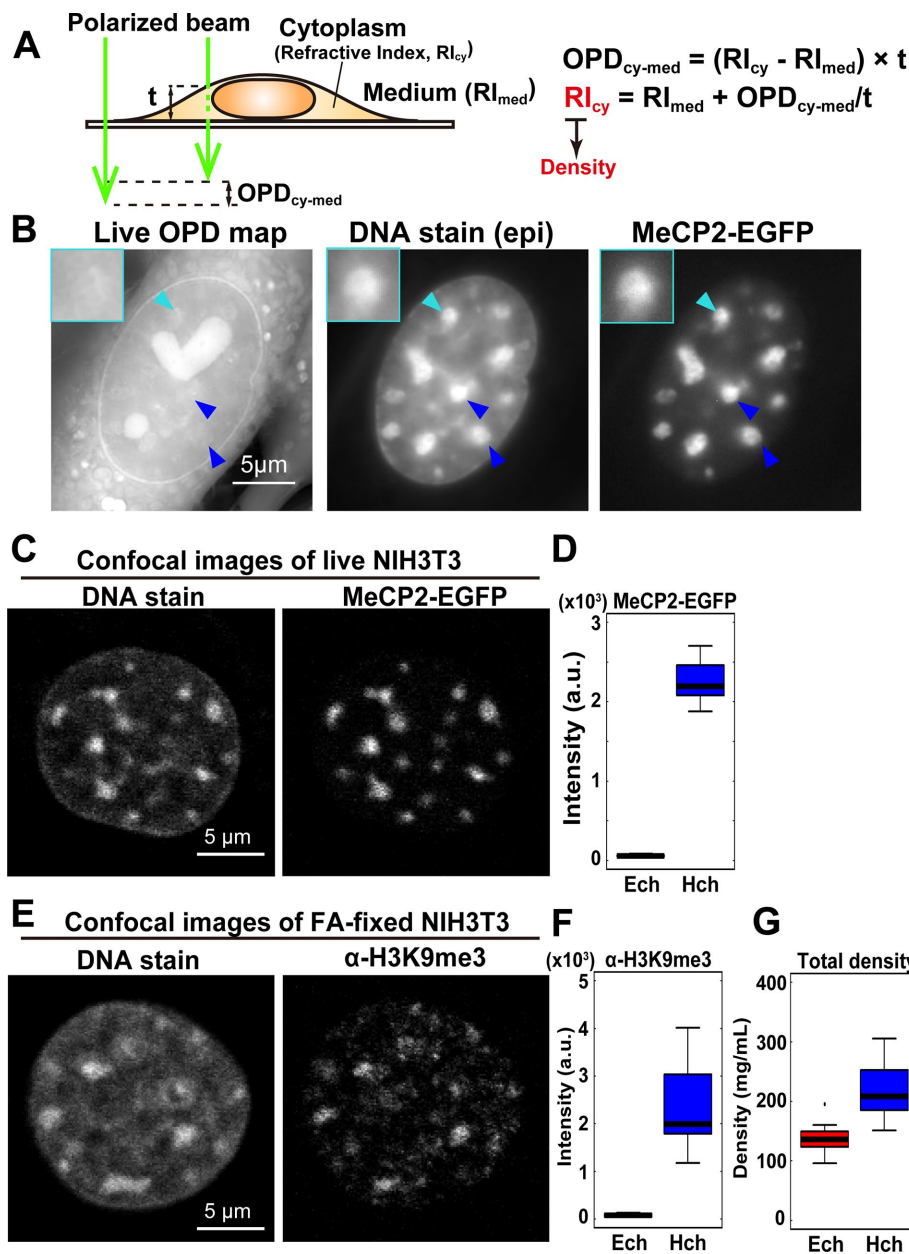 A
Polarized beam
Cytoplasm
(Refractive Index, RIcy)
t
Medium (RImed)
OPDcy-med
OPDcy-med = (RIcy - RImed) × t
RIcy = RImed + OPDcy-med/t
Density
B
Live OPD map
DNA stain (epi)
MeCP2-EGFP
5μm
C
Confocal images of live NIH3T3
DNA stain
MeCP2-EGFP
5 μm
D
(x10³) MeCP2-EGFP
Intensity (a.u.)
3
2
1
0
Ech Hch
E
Confocal images of FA-fixed NIH3T3
DNA stain
α-H3K9me3
5 μm
F
(x10³) α-H3K9me3
Intensity (a.u.)
5
4
3
2
1
0
Ech Hch
G
Total density
Density (mg/mL)
400
300
200
100
0
Ech Hch